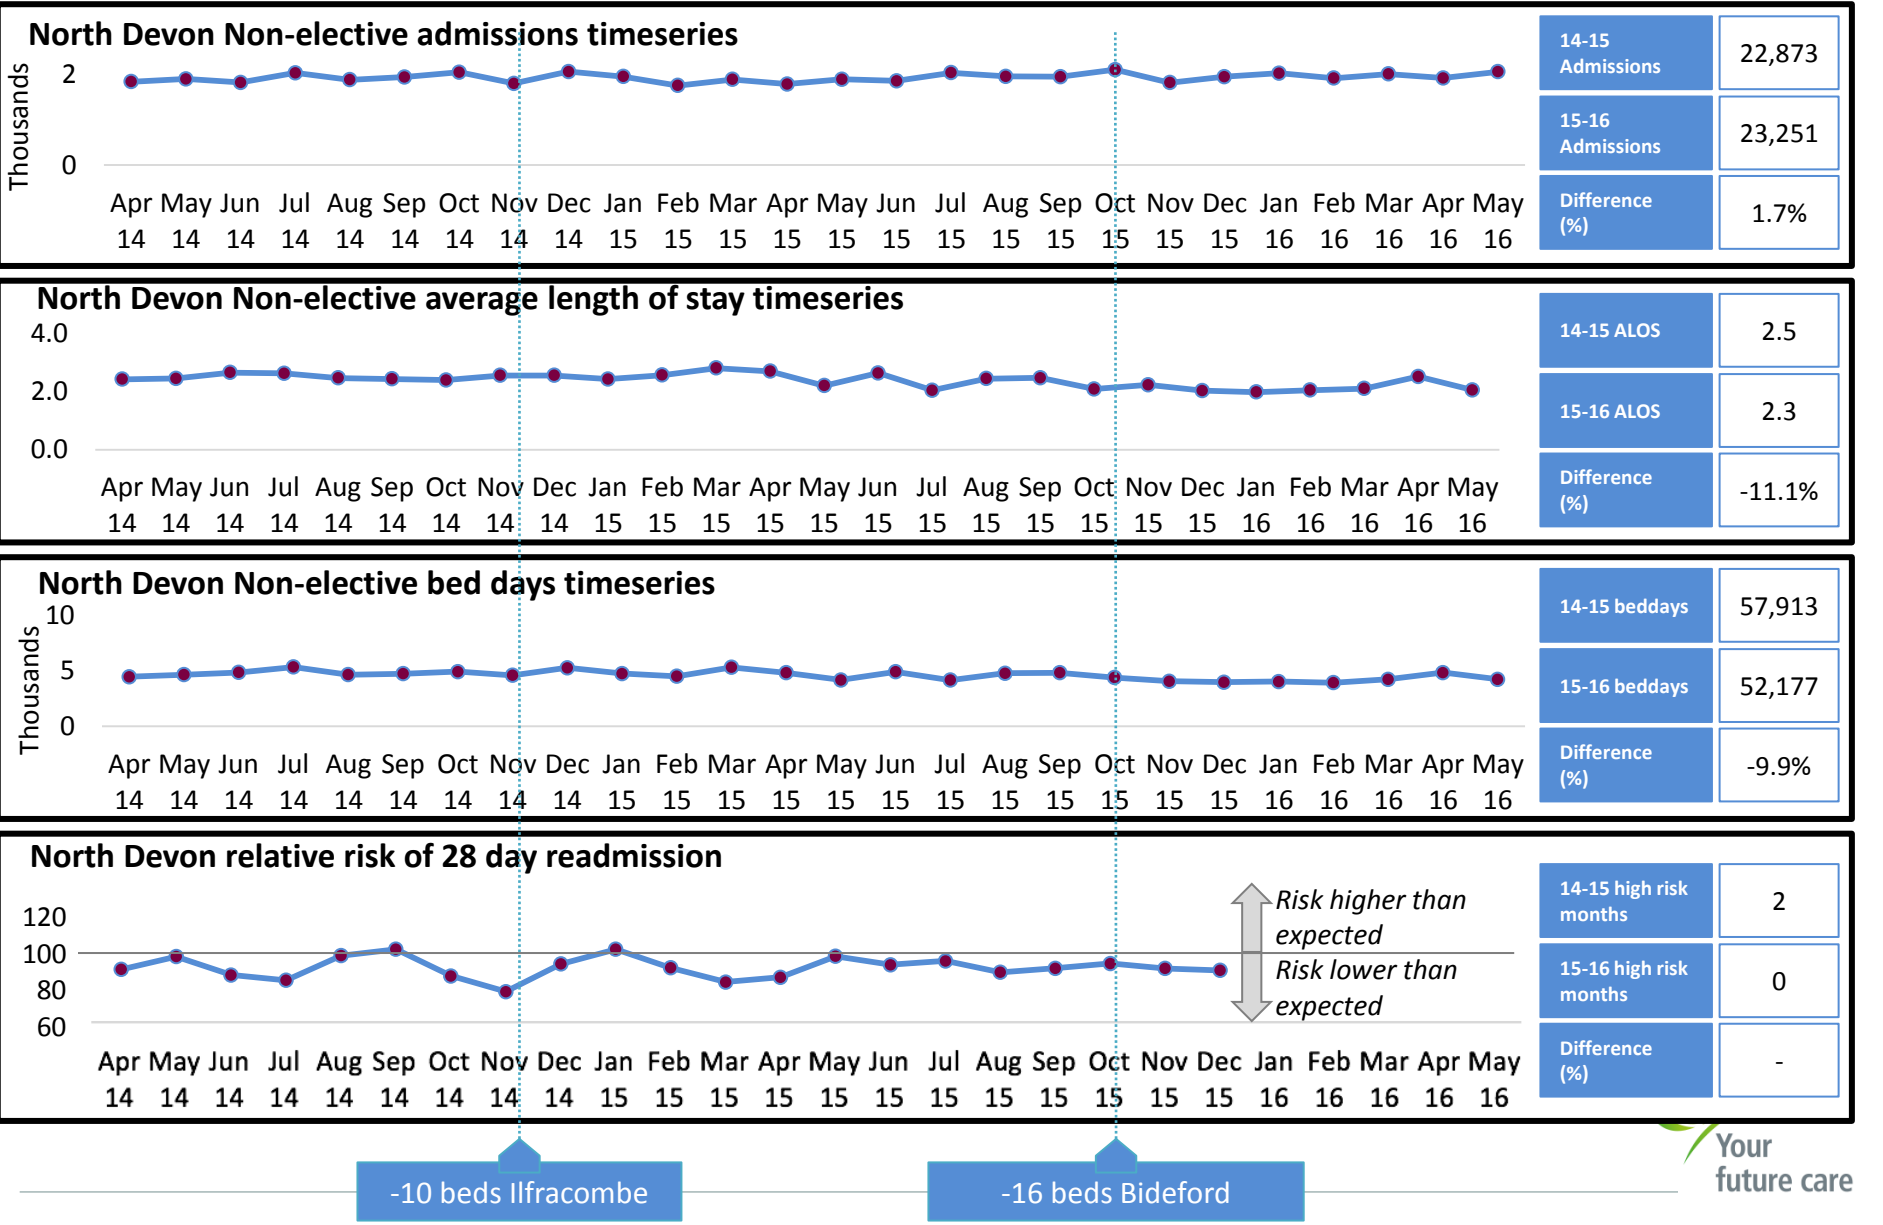 North Devon Non-elective admissions timeseries
Thousands
2
0
Apr May Jun Jul Aug Sep Oct Nov Dec Jan Feb Mar Apr May Jun Jul Aug Sep Oct Nov Dec Jan Feb Mar Apr May
14 14 14 14 14 14 14 14 14 15 15 15 15 15 15 15 15 15 15 15 15 16 16 16 16 16
14-15
Admissions
22,873
15-16
Admissions
23,251
Difference
(%)
1.7%
North Devon Non-elective average length of stay timeseries
4.0
2.0
0.0
Apr May Jun Jul Aug Sep Oct Nov Dec Jan Feb Mar Apr May Jun Jul Aug Sep Oct Nov Dec Jan Feb Mar Apr May
14 14 14 14 14 14 14 14 14 15 15 15 15 15 15 15 15 15 15 15 15 16 16 16 16 16
14-15 ALOS
2.5
15-16 ALOS
2.3
Difference
(%)
-11.1%
North Devon Non-elective bed days timeseries
Thousands
10
5
0
Apr May Jun Jul Aug Sep Oct Nov Dec Jan Feb Mar Apr May Jun Jul Aug Sep Oct Nov Dec Jan Feb Mar Apr May
14 14 14 14 14 14 14 14 14 15 15 15 15 15 15 15 15 15 15 15 15 16 16 16 16 16
14-15 beddays
57,913
15-16 beddays
52,177
Difference
(%)
-9.9%
North Devon relative risk of 28 day readmission
120
100
80
60
Risk higher than
expected
Risk lower than
expected
Apr May Jun Jul Aug Sep Oct Nov Dec Jan Feb Mar Apr May Jun Jul Aug Sep Oct Nov Dec Jan Feb Mar Apr May
14 14 14 14 14 14 14 14 14 15 15 15 15 15 15 15 15 15 15 15 15 16 16 16 16 16
14-15 high risk
months
2
15-16 high risk
months
0
Difference
(%)
-
-10 beds Ilfracombe
-16 beds Bideford
Your
future care